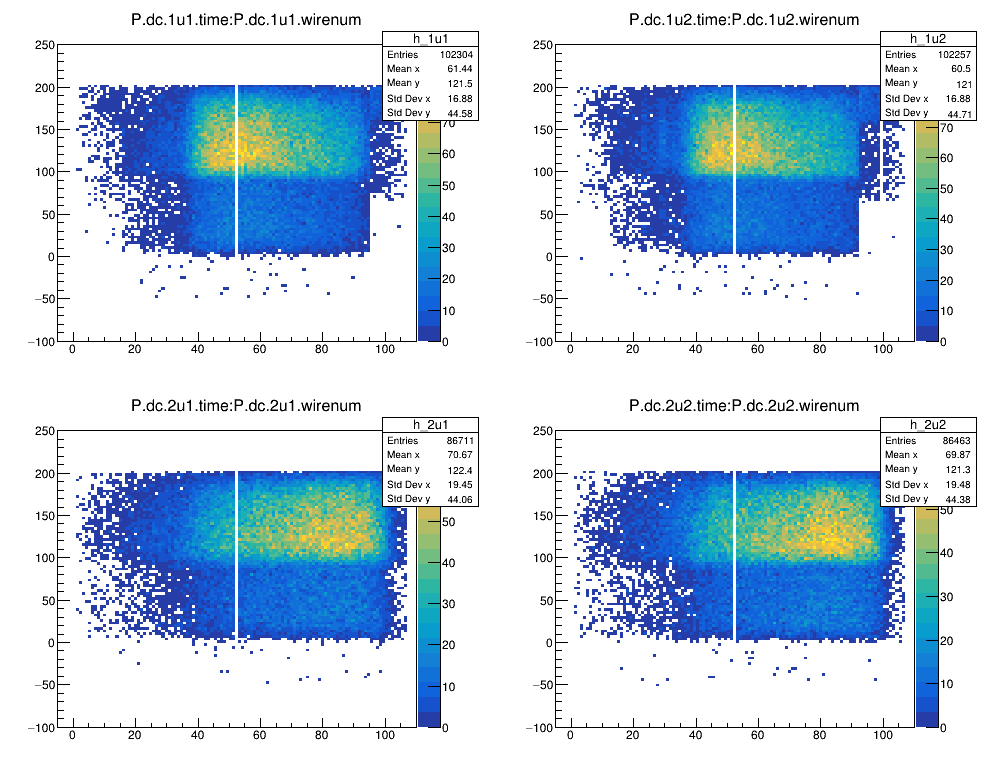 P.dc.1u1.time:P.dc.1u1.wirenum
h_1u1
Entries 102304
Mean x 61.44
Mean y 121.5
Std Dev x 16.88
Std Dev y 44.58
250
200
150
100
50
0
−50
−100
0 20 40 60 80 100
70
60
50
40
30
20
10
0
P.dc.1u2.time:P.dc.1u2.wirenum
h_1u2
Entries 102257
Mean x 60.5
Mean y 121
Std Dev x 16.88
Std Dev y 44.71
250
200
150
100
50
0
−50
−100
0 20 40 60 80 100
70
60
50
40
30
20
10
0
P.dc.2u1.time:P.dc.2u1.wirenum
h_2u1
Entries 86711
Mean x 70.67
Mean y 122.4
Std Dev x 19.45
Std Dev y 44.06
250
200
150
100
50
0
−50
−100
0 20 40 60 80 100
50
40
30
20
10
0
P.dc.2u2.time:P.dc.2u2.wirenum
h_2u2
Entries 86463
Mean x 69.87
Mean y 121.3
Std Dev x 19.48
Std Dev y 44.38
250
200
150
100
50
0
−50
−100
0 20 40 60 80 100
50
40
30
20
10
0